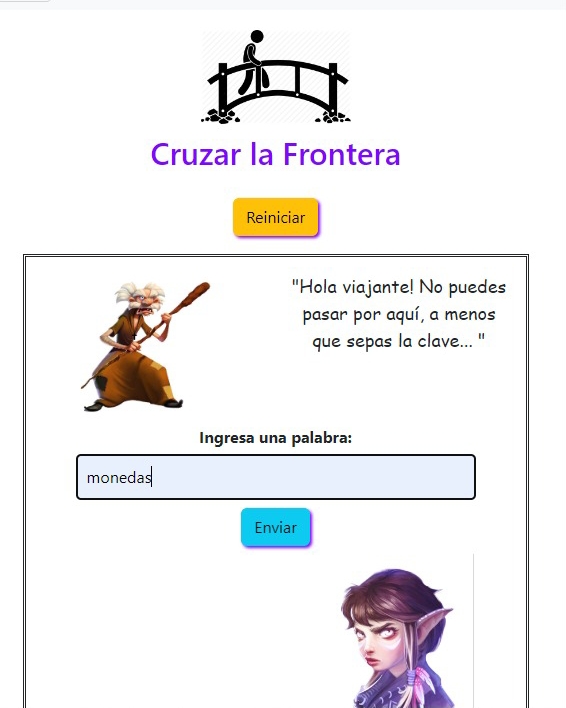 Cruzar la Frontera
Reiniciar
"Hola viajante! No puedes
pasar por aquí, a menos
que sepas la clave... "
Ingresa una palabra:
monedas
Enviar